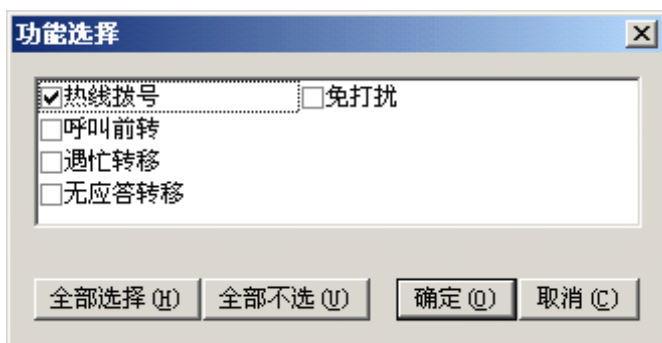 功能选择
热线拨号 免打扰
呼叫前转
遇忙转移
无应答转移
全部选择(H) 全部不选(U) 确定(O) 取消(C)